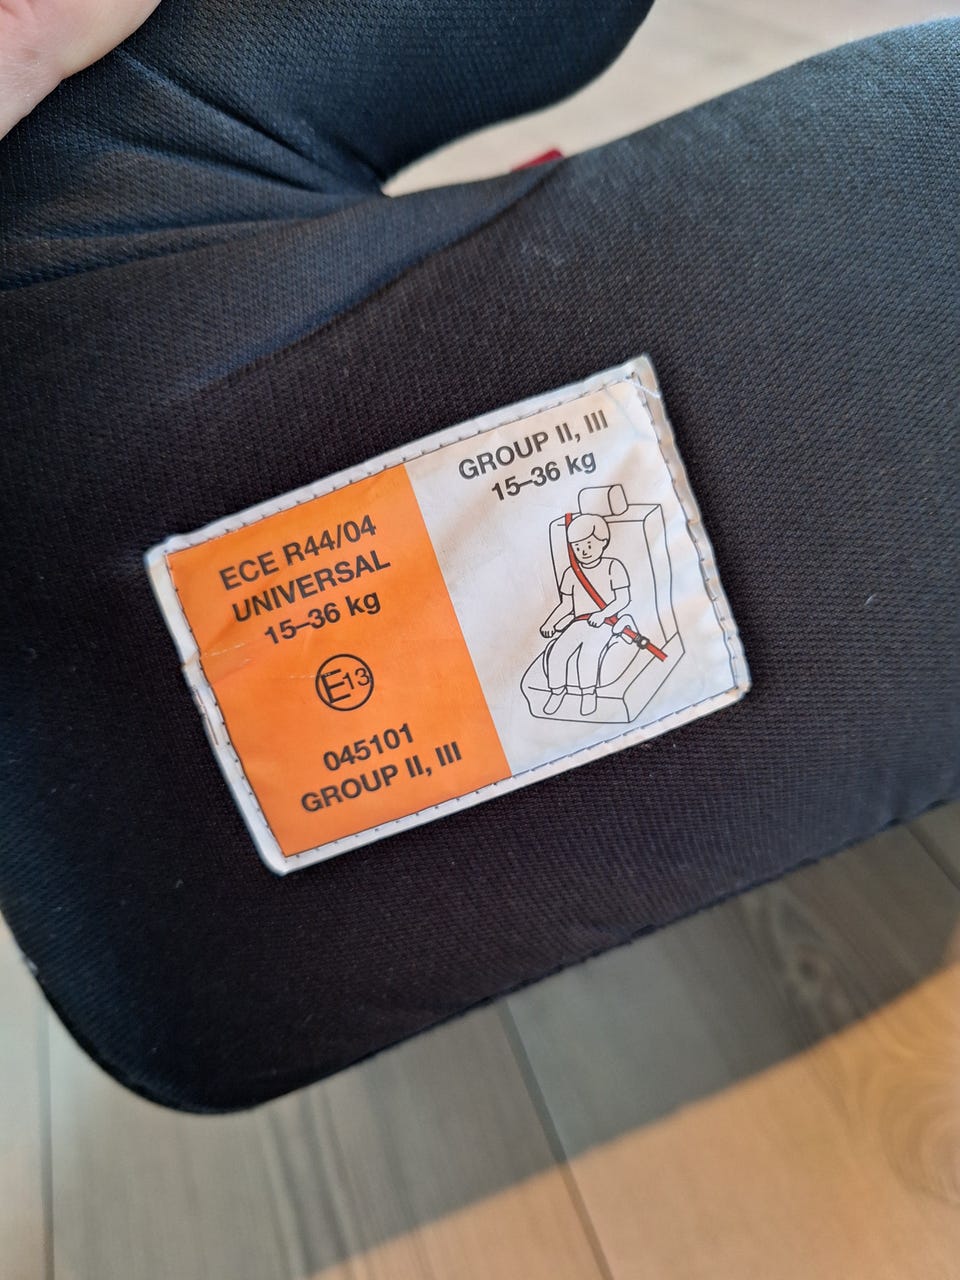 ECE R44/04
UNIVERSAL
15–36 kg
E13
045101
GROUP II, III
GROUP II, III
15–36 kg